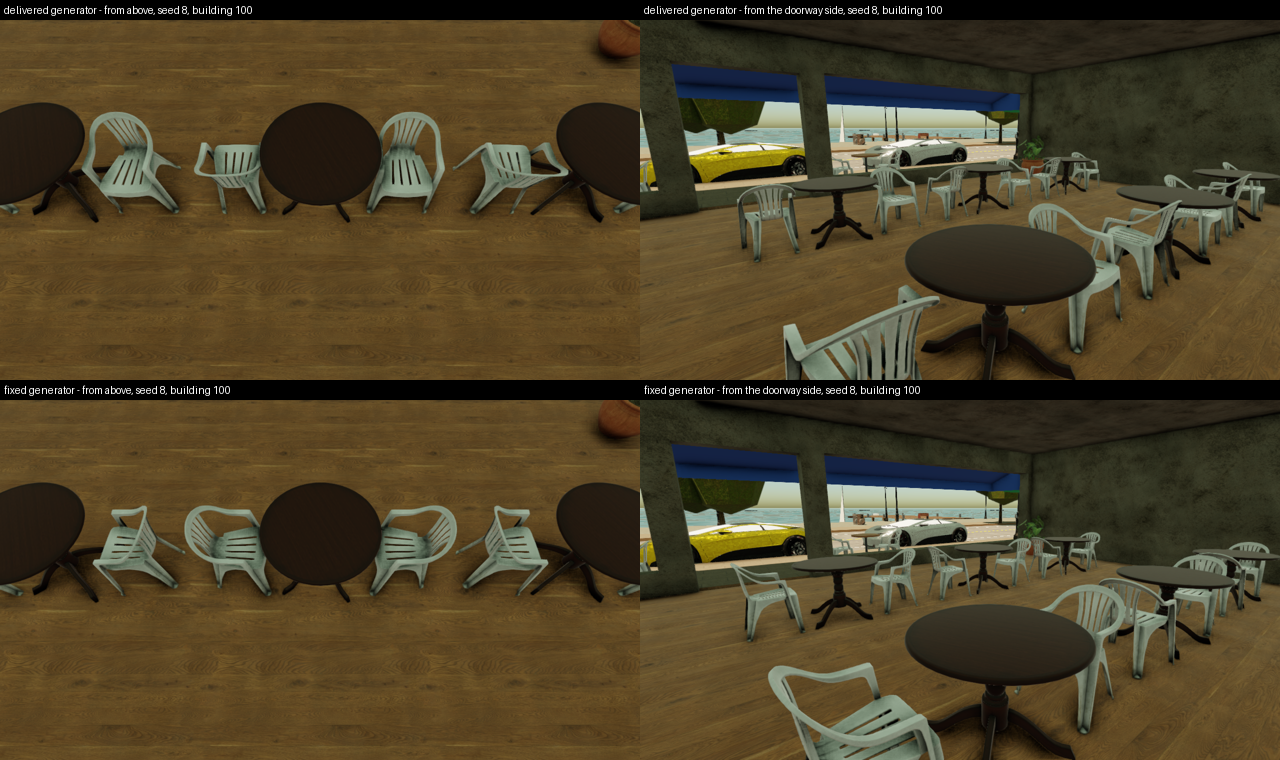 delivered generator - from above, seed 8, building 100
delivered generator - from the doorway side, seed 8, building 100
fixed generator - from above, seed 8, building 100
fixed generator - from the doorway side, seed 8, building 100